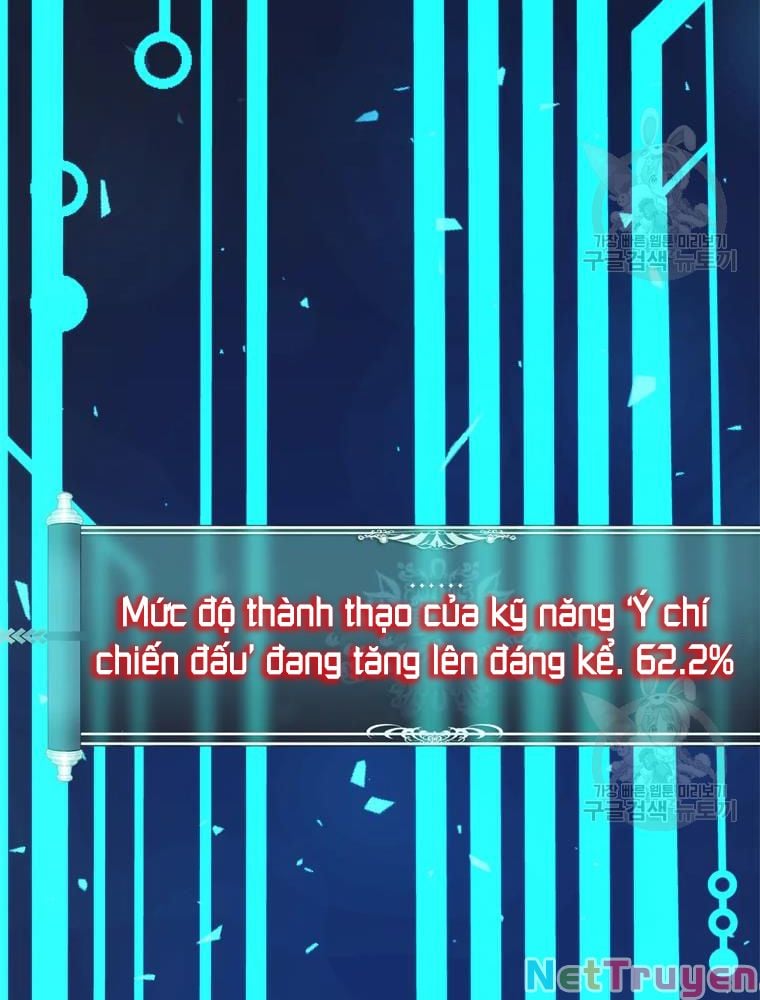 가장 빠른 웹툰 미리보기
구글검색 뉴토끼
Mức độ thành thạo của kỹ năng ‘Ý chí
chiến đấu’ đang tăng lên đáng kể. 62.2%
가장 빠른 웹툰 미리보기
구글검색 뉴토끼
NetTruyen